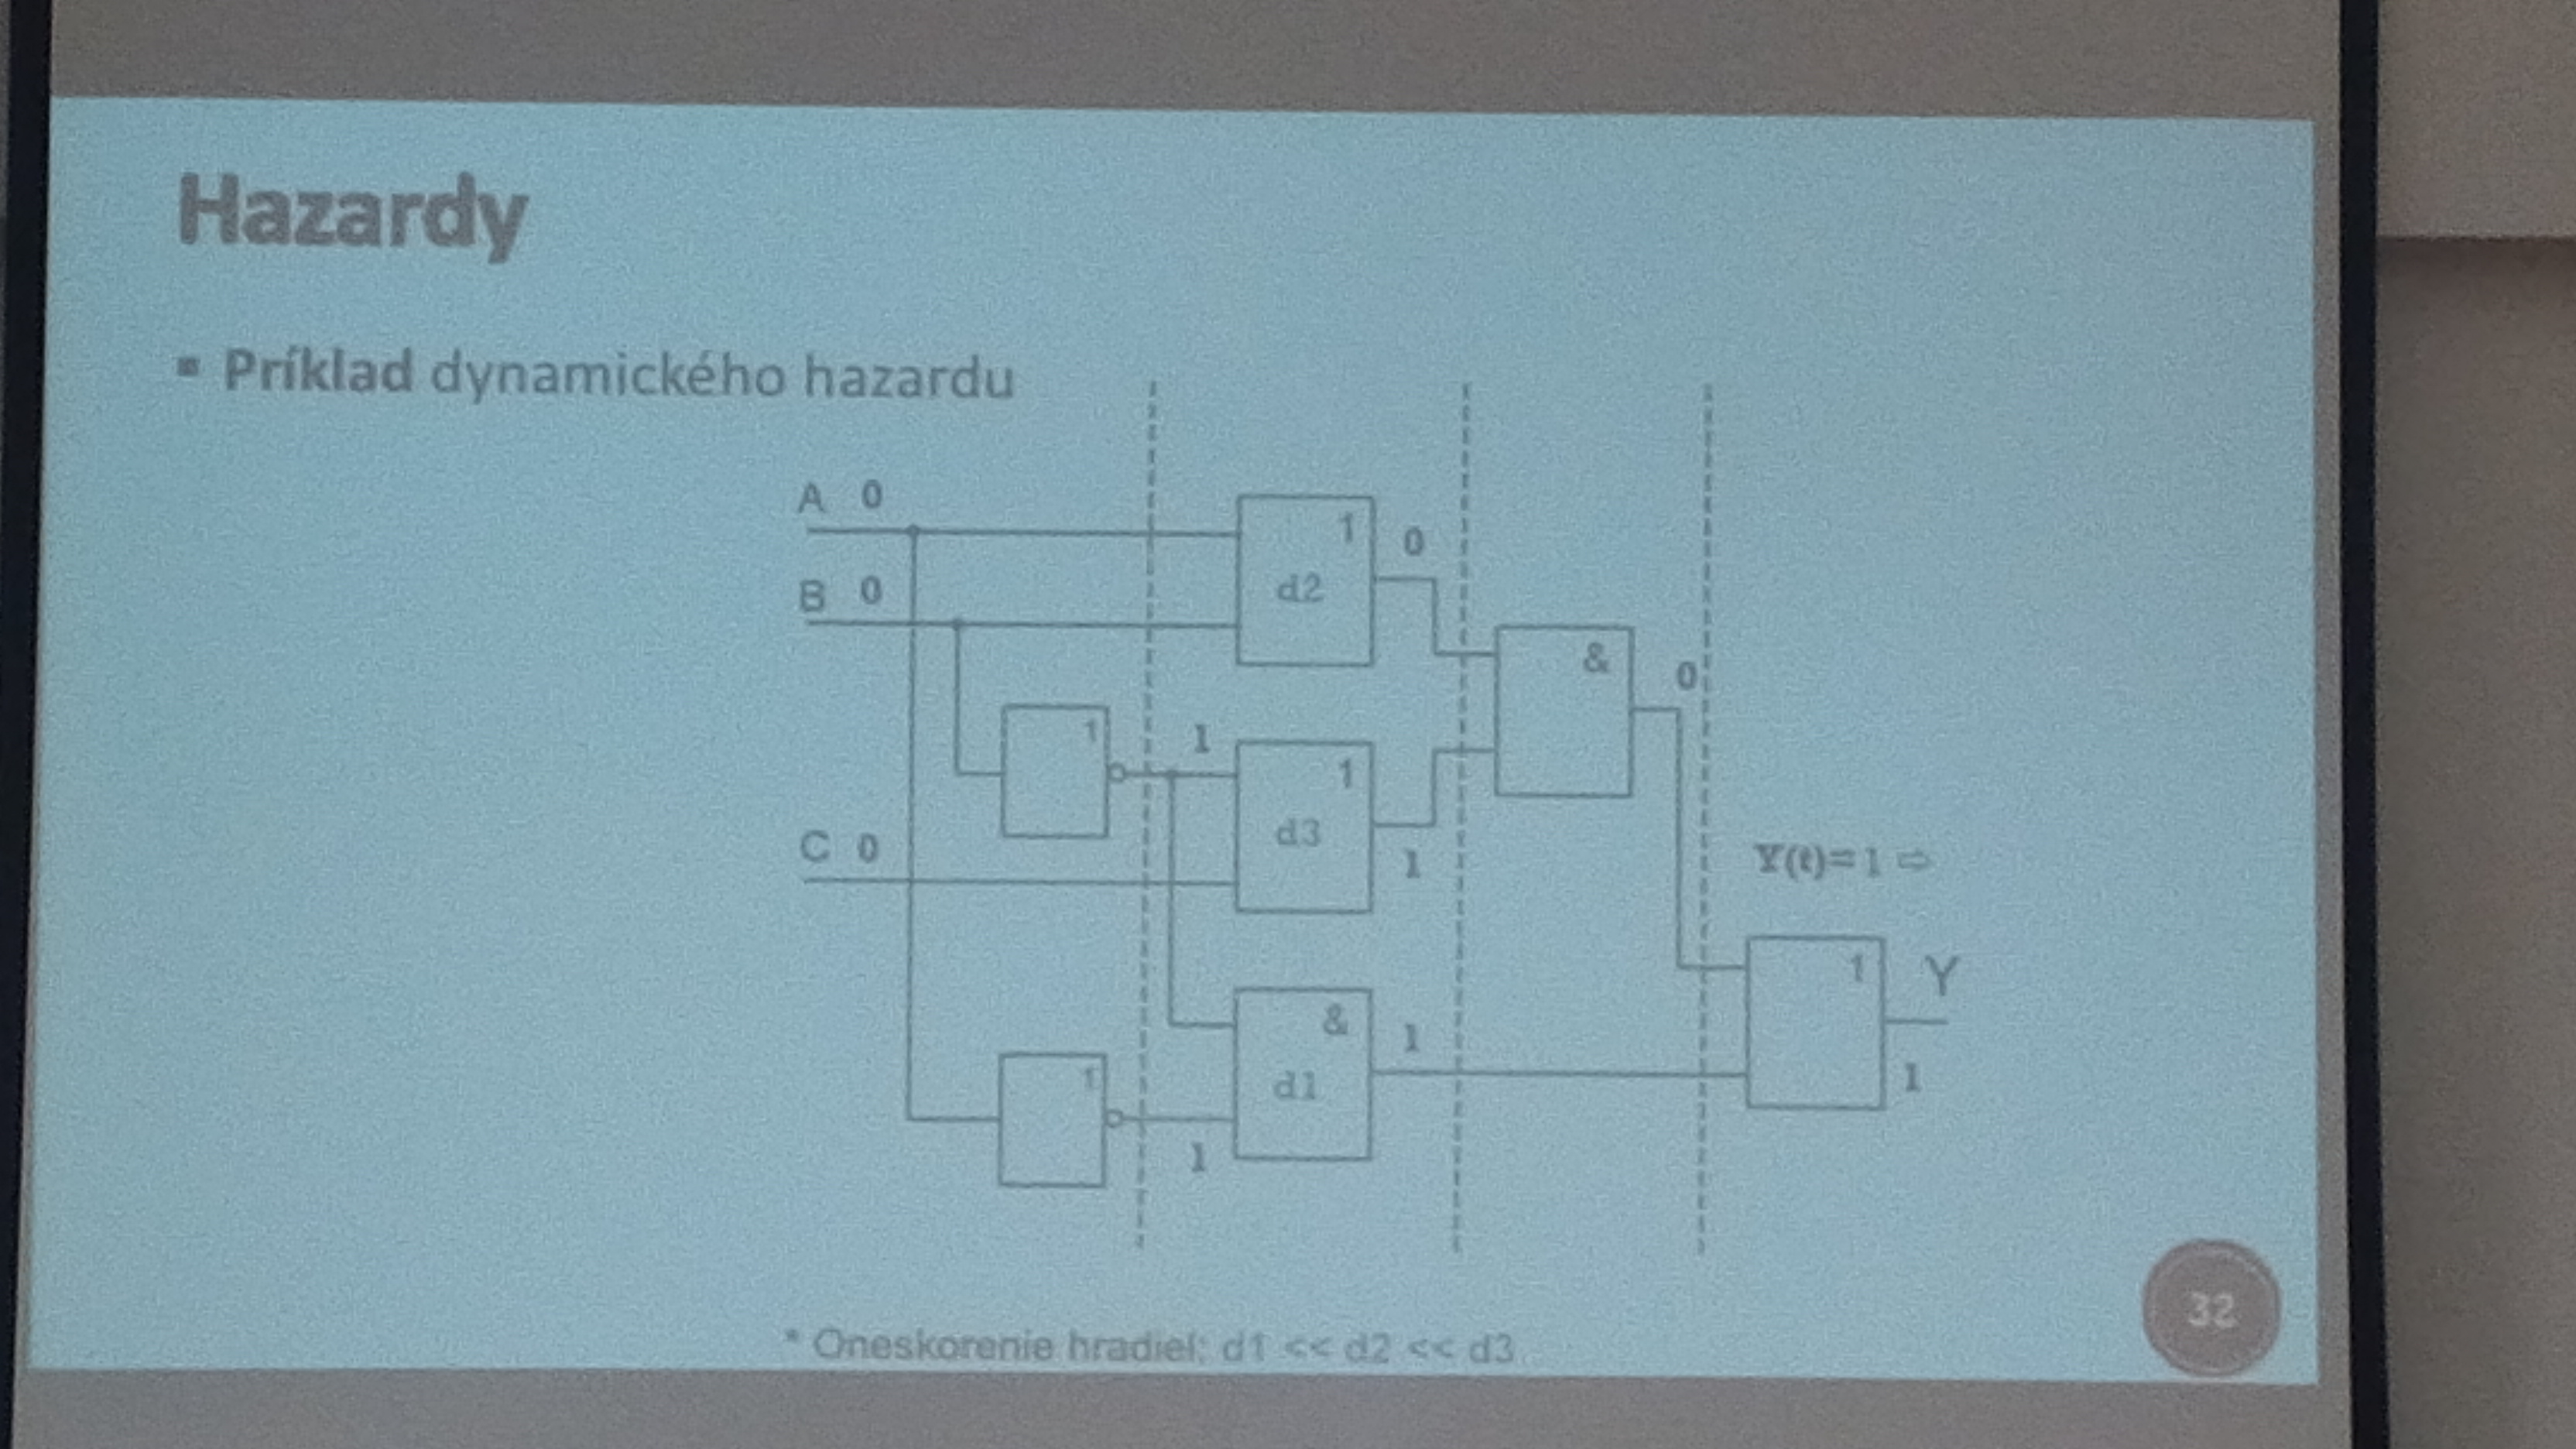 Hazardy
▪ Príklad dynamického hazardu
A 0
1
0
d2
B 0
&
0
1
1
1
d3
C 0
1
Y(t)=1 ⇨
1
Y
&
1
d1
1
1
1
32
* Oneskorenie hradiel: d1 << d2 << d3